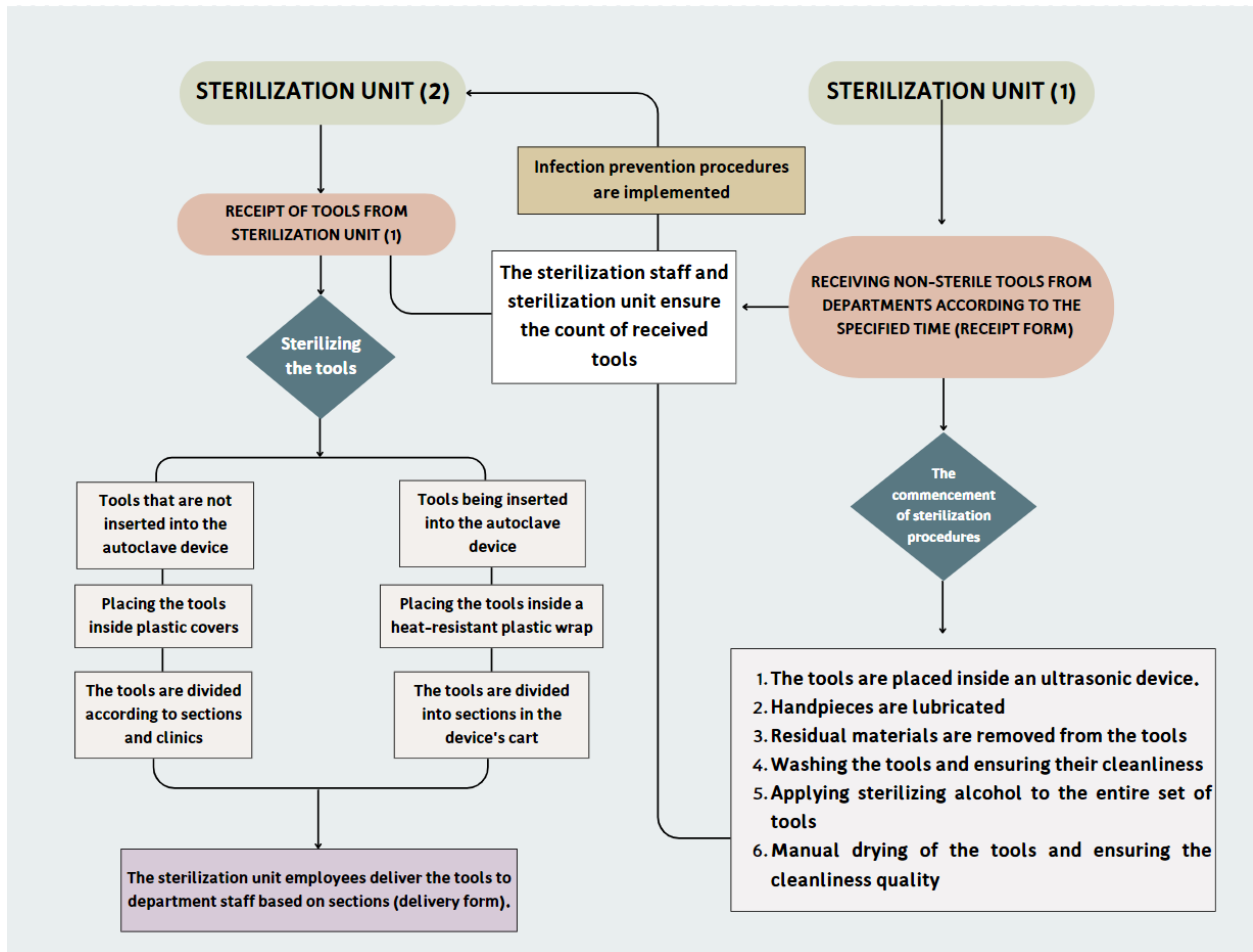 STERILIZATION UNIT (2)
STERILIZATION UNIT (1)
Infection prevention procedures
are implemented
RECEIPT OF TOOLS FROM
STERILIZATION UNIT (1)
The sterilization staff and
sterilization unit ensure
the count of received
tools
RECEIVING NON-STERILE TOOLS FROM
DEPARTMENTS ACCORDING TO THE
SPECIFIED TIME (RECEIPT FORM)
Sterilizing
the tools
The
commencement
of sterilization
procedures
Tools that are not
inserted into the
autoclave device
Tools being inserted
into the autoclave
device
Placing the tools
inside plastic covers
Placing the tools inside a
heat-resistant plastic wrap
The tools are divided
according to sections
and clinics
The tools are divided
into sections in the
device's cart
1. The tools are placed inside an ultrasonic device.
2. Handpieces are lubricated
3. Residual materials are removed from the tools
4. Washing the tools and ensuring their cleanliness
5. Applying sterilizing alcohol to the entire set of
tools
6. Manual drying of the tools and ensuring the
cleanliness quality
The sterilization unit employees deliver the tools to
department staff based on sections (delivery form).